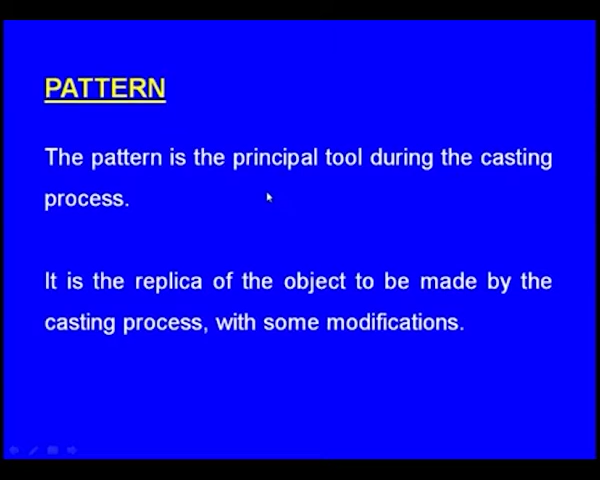 PATTERN
The pattern is the principal tool during the casting
process.
It is the replica of the object to be made by the
casting process, with some modifications.